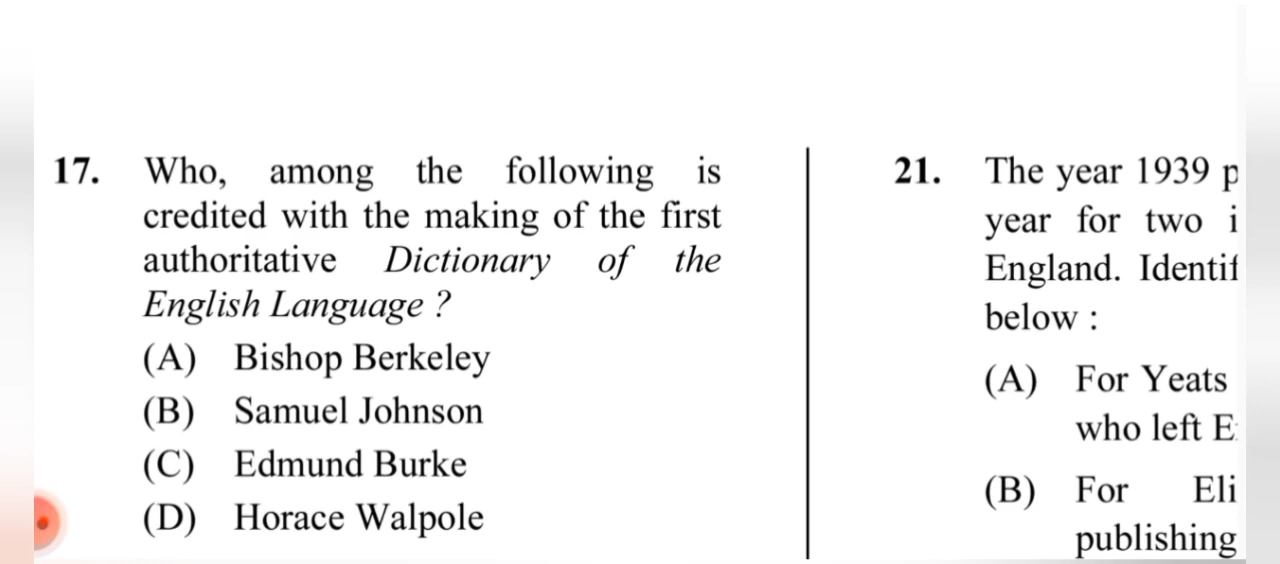 17. Who, among the following is
credited with the making of the first
authoritative Dictionary of the
English Language ?
(A) Bishop Berkeley
(B) Samuel Johnson
(C) Edmund Burke
(D) Horace Walpole
21. The year 1939 p
year for two i
England. Identif
below :
(A) For Yeats
who left E
(B) For Eli
publishing